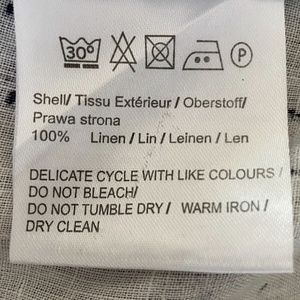 30°
P
Shell/ Tissu Extérieur / Oberstoff/
Prawa strona
100% Linen / Lin / Leinen / Len
DELICATE CYCLE WITH LIKE COLOURS /
DO NOT BLEACH/
DO NOT TUMBLE DRY / WARM IRON /
DRY CLEAN